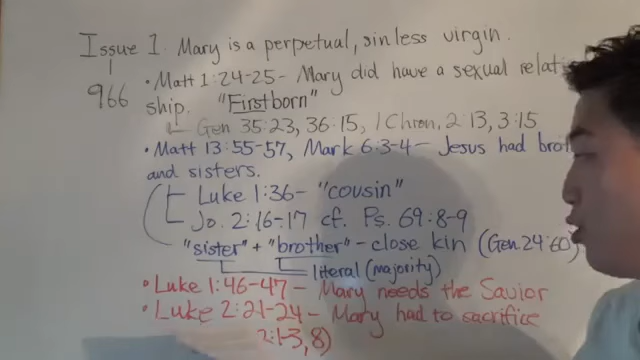 Issue 1. Mary is a perpetual, sinless virgin.
966
• Matt 1:24-25 - Mary did have a sexual relati
ship. "Firstborn"
Gen 35:23, 36:15, 1 Chron, 2:13, 3:15
• Matt 13:55-57, Mark 6:3-4 - Jesus had brot
and sisters.
Luke 1:36 - "cousin"
Jo. 2:16-17 cf. Ps. 69:8-9
"sister" + "brother" - close kin (Gen 24:60)
literal (majority)
• Luke 1:46-47 - Mary needs the Savior
• Luke 2:21-24 - Mary had to sacrifice
2:1-3, 8)